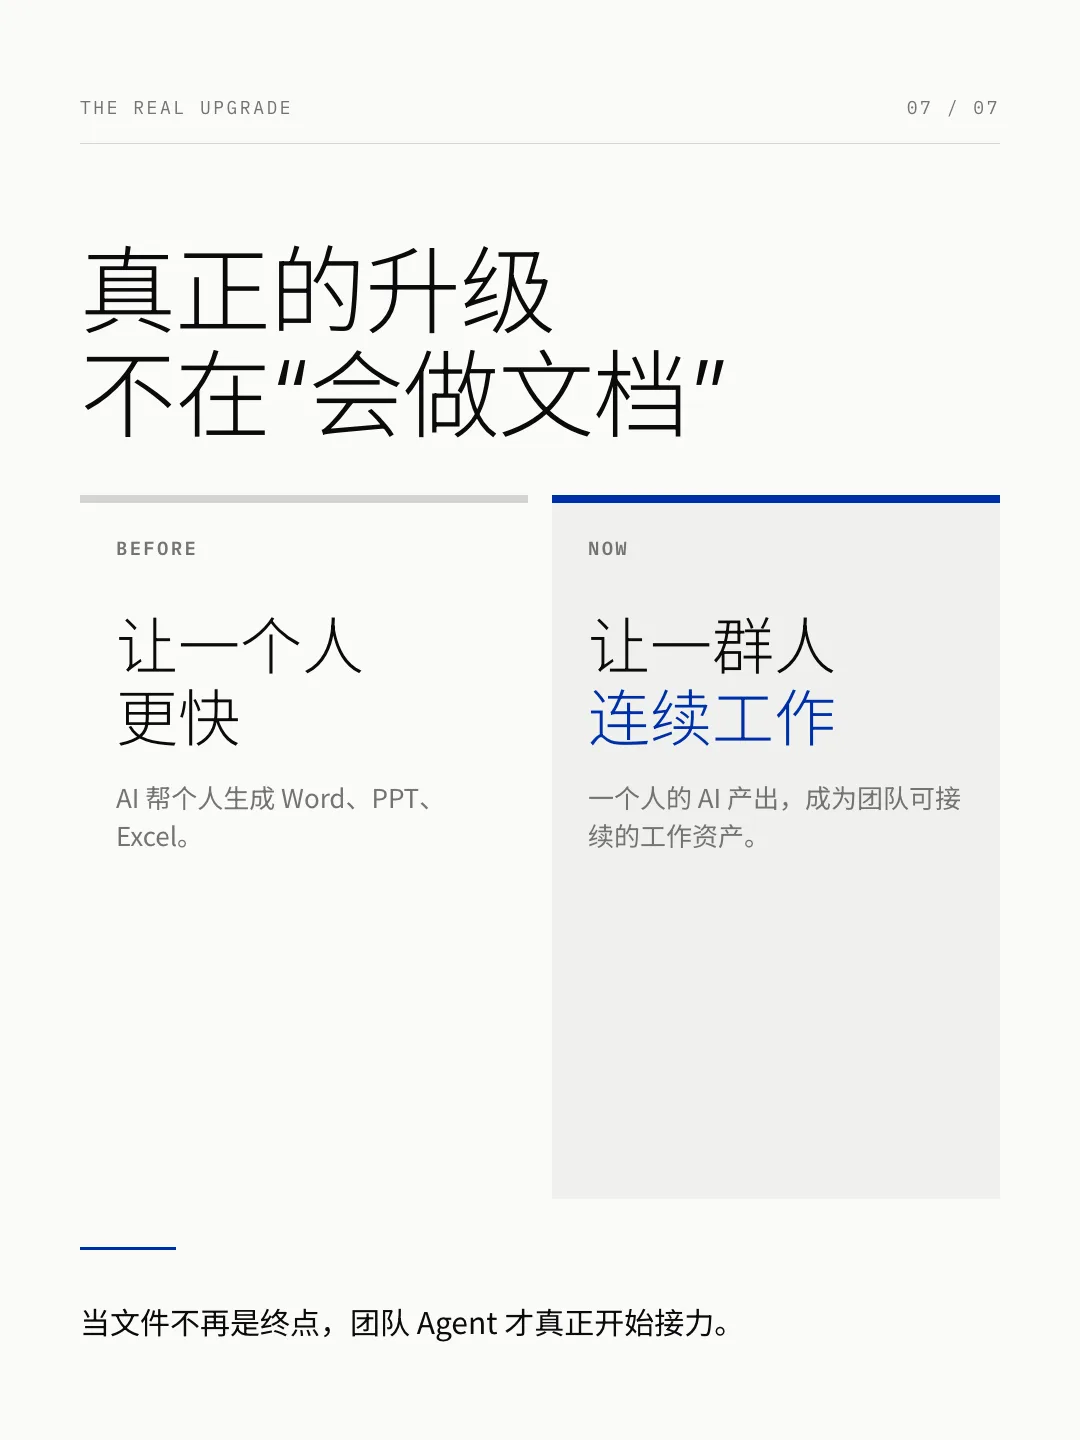 THE REAL UPGRADE
07 / 07
真正的升级
不在“会做文档”
BEFORE
让一个人
更快
AI 帮个人生成 Word、PPT、
Excel。
NOW
让一群人
连续工作
一个人的 AI 产出，成为团队可接
续的工作资产。
当文件不再是终点，团队 Agent 才真正开始接力。